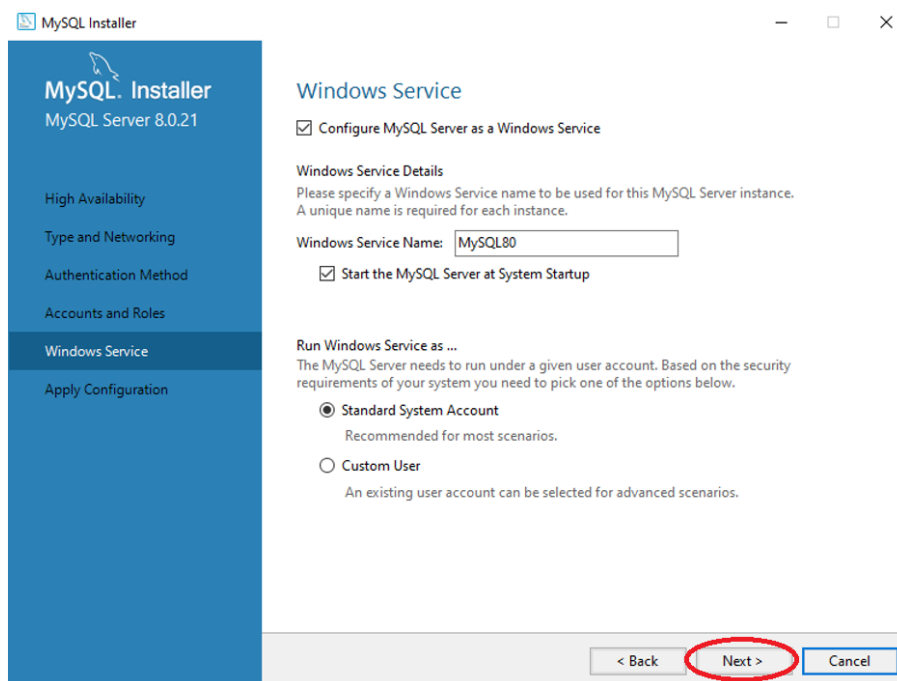 MySQL Installer
MySQL. Installer
MySQL Server 8.0.21
High Availability
Type and Networking
Authentication Method
Accounts and Roles
Windows Service
Apply Configuration
Windows Service
Configure MySQL Server as a Windows Service
Windows Service Details
Please specify a Windows Service name to be used for this MySQL Server instance.
A unique name is required for each instance.
Windows Service Name: MySQL80
Start the MySQL Server at System Startup
Run Windows Service as ...
The MySQL Server needs to run under a given user account. Based on the security
requirements of your system you need to pick one of the options below.
Standard System Account
Recommended for most scenarios.
Custom User
An existing user account can be selected for advanced scenarios.
< Back Next > Cancel